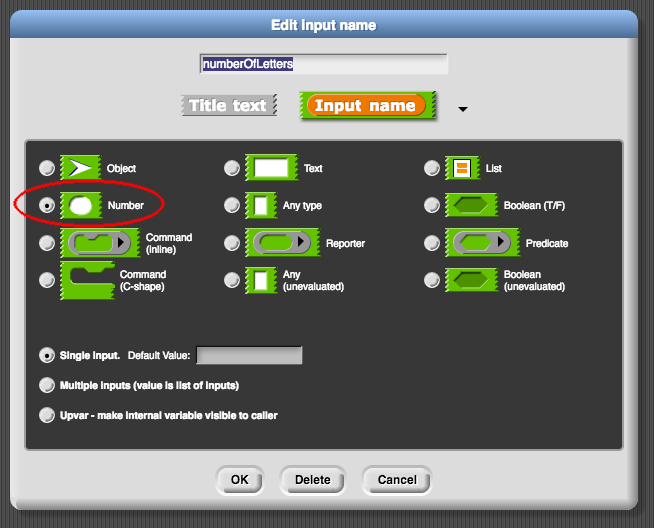 Edit input name
numberOfLetters
Title text Input name
Object Text List
Number Any type Boolean (T/F)
Command
(inline) Reporter Predicate
Command
(C-shape) Any
(unevaluated) Boolean
(unevaluated)
Single input. Default Value:
Multiple inputs (value is list of inputs)
Upvar - make internal variable visible to caller
OK Delete Cancel